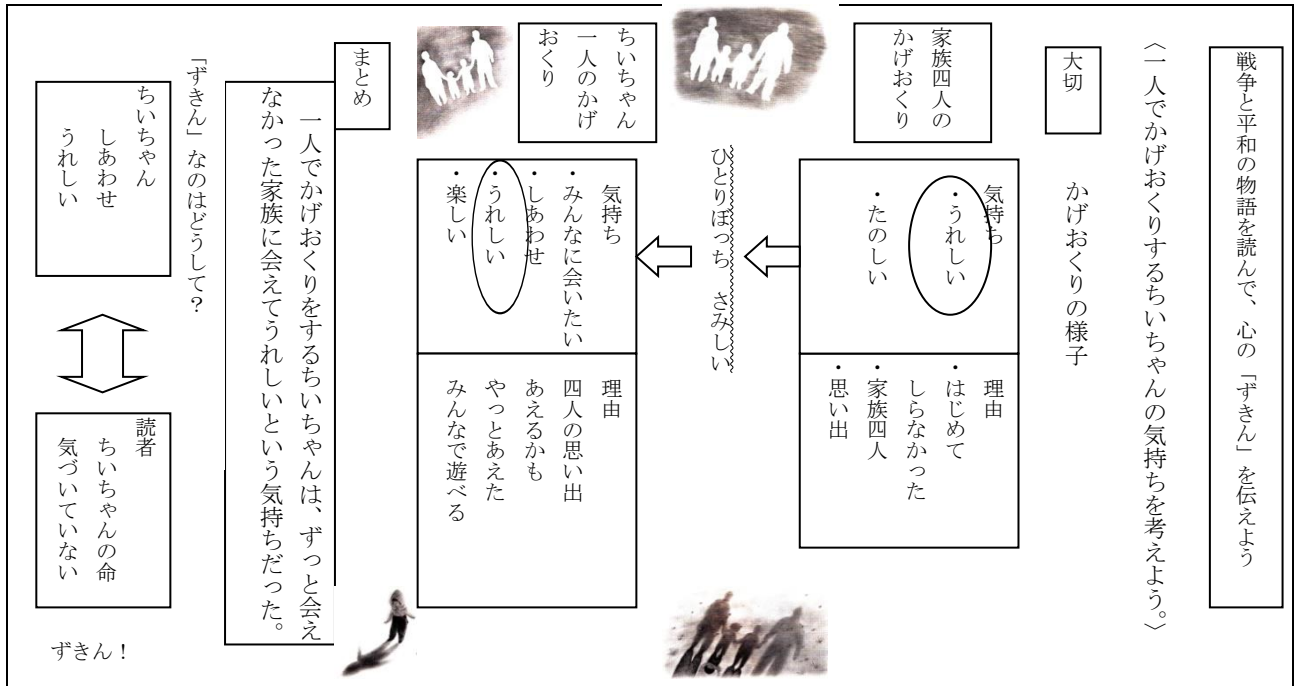 戦争と平和の物語を読んで、心の「ずきん」を伝えよう
〈一人でかげおくりするちいちゃんの気持ちを考えよう。〉
大切
かげおくりの様子
家族四人の
かげおくり
気持ち
・うれしい
・たのしい
理由
・はじめて
しらなかった
・家族四人
・思い出
ひとりぼっち　さみしい
ちいちゃん
一人のかげ
おくり
気持ち
・みんなに会いたい
・しあわせ
・うれしい
・楽しい
理由
四人の思い出
あえるかも
やっとあえた
みんなで遊べる
まとめ
一人でかげおくりをするちいちゃんは、ずっと会え
なかった家族に会えてうれしいという気持ちだった。
「ずきん」なのはどうして？
ちいちゃん
しあわせ
うれしい
読者
ちいちゃんの命
気づいていない
ずきん！